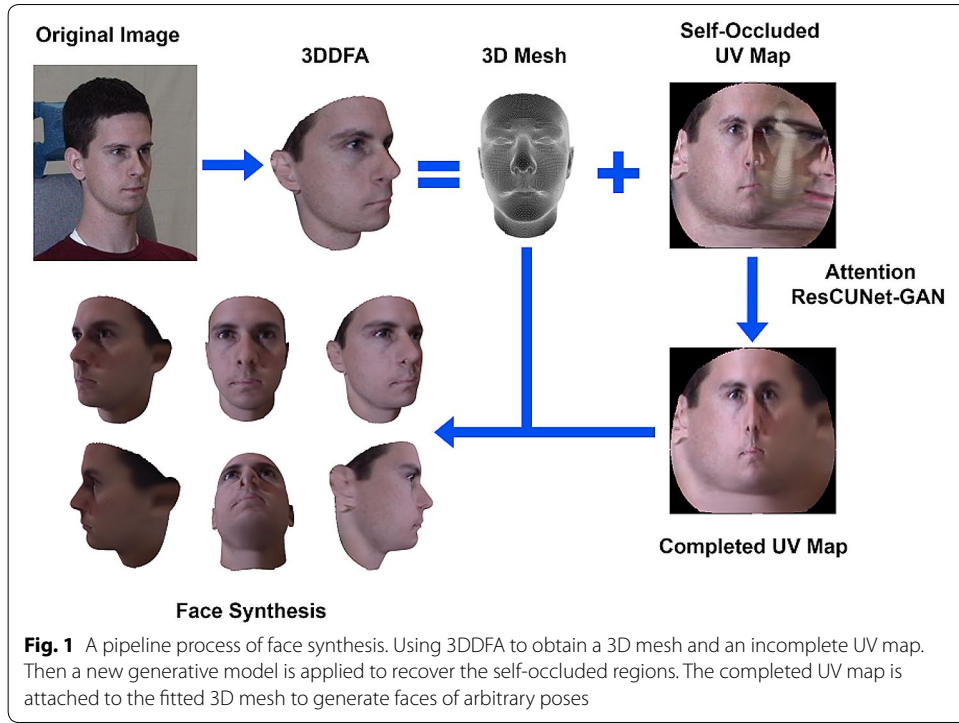 Original Image
3DDFA
3D Mesh
Self-Occluded
UV Map
Attention
ResCUNet-GAN
Completed UV Map
Face Synthesis
Fig. 1 A pipeline process of face synthesis. Using 3DDFA to obtain a 3D mesh and an incomplete UV map.
Then a new generative model is applied to recover the self-occluded regions. The completed UV map is
attached to the fitted 3D mesh to generate faces of arbitrary poses